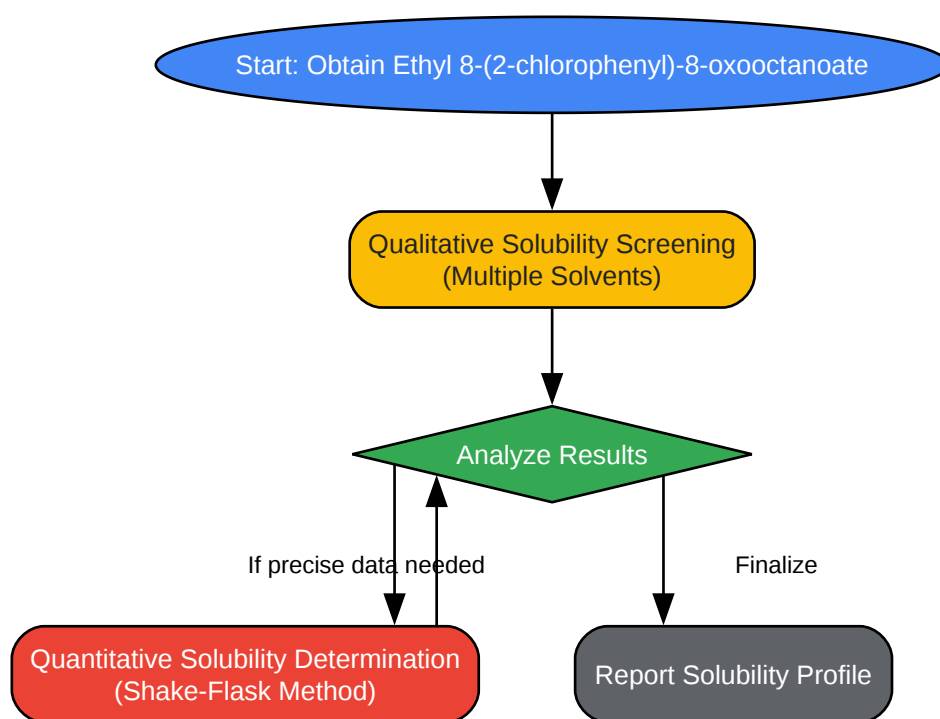 Start: Obtain Ethyl 8-(2-chlorophenyl)-8-oxooctanoate
Qualitative Solubility Screening
(Multiple Solvents)
Analyze Results
If precise data needed
Finalize
Quantitative Solubility Determination
(Shake-Flask Method)
Report Solubility Profile